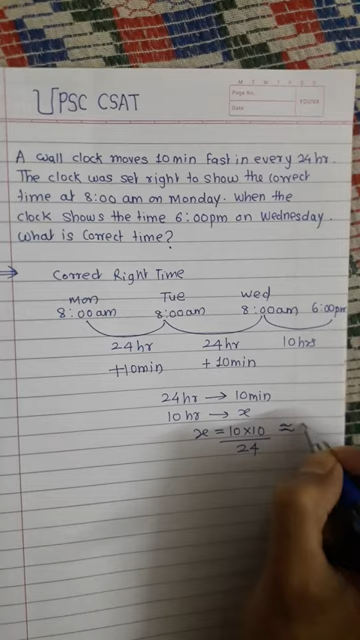 UPSC CSAT
M T W T F S S
Page No.:
Date:
YOUVA
A wall clock moves 10 min fast in every 24 hr.
The clock was set right to show the correct
time at 8:00 am on Monday. When the
clock shows the time 6:00pm on Wednesday.
What is correct time?
⇒ Correct Right Time
Mon Tue Wed
8:00am 8:00am 8:00am 6:00pm
24hr 24hr 10hrs
+10min +10min
24hr → 10min
10hr → x
x = 10×10 ≈
24